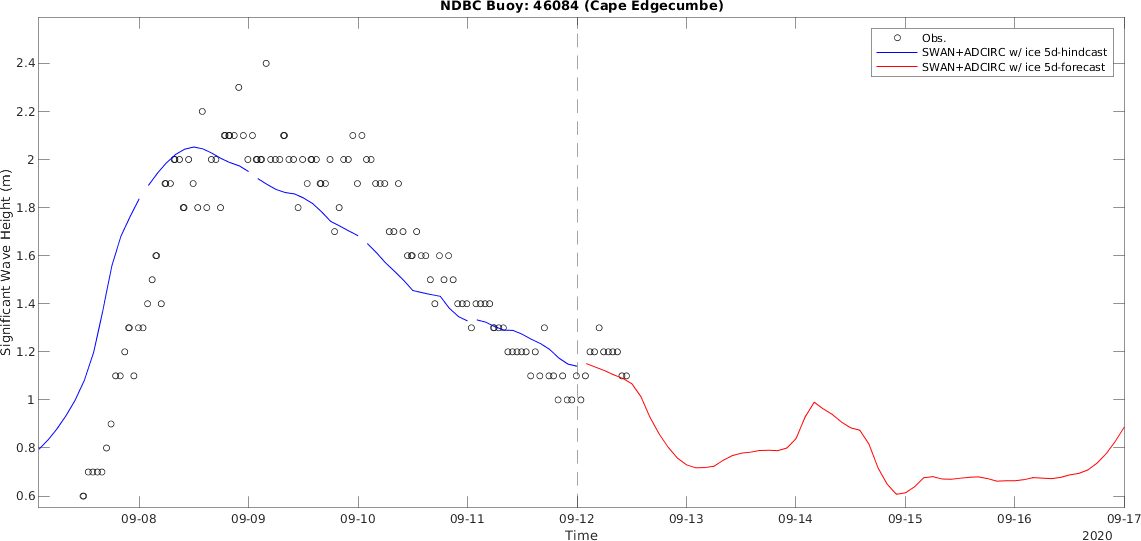 NDBC Buoy: 46084 (Cape Edgecumbe)
Obs.
SWAN+ADCIRC w/ ice 5d-hindcast
SWAN+ADCIRC w/ ice 5d-forecast
Significant Wave Height (m)
2.4
2.2
2
1.8
1.6
1.4
1.2
1
0.8
0.6
09-08 09-09 09-10 09-11 09-12 09-13 09-14 09-15 09-16 09-17
Time
2020